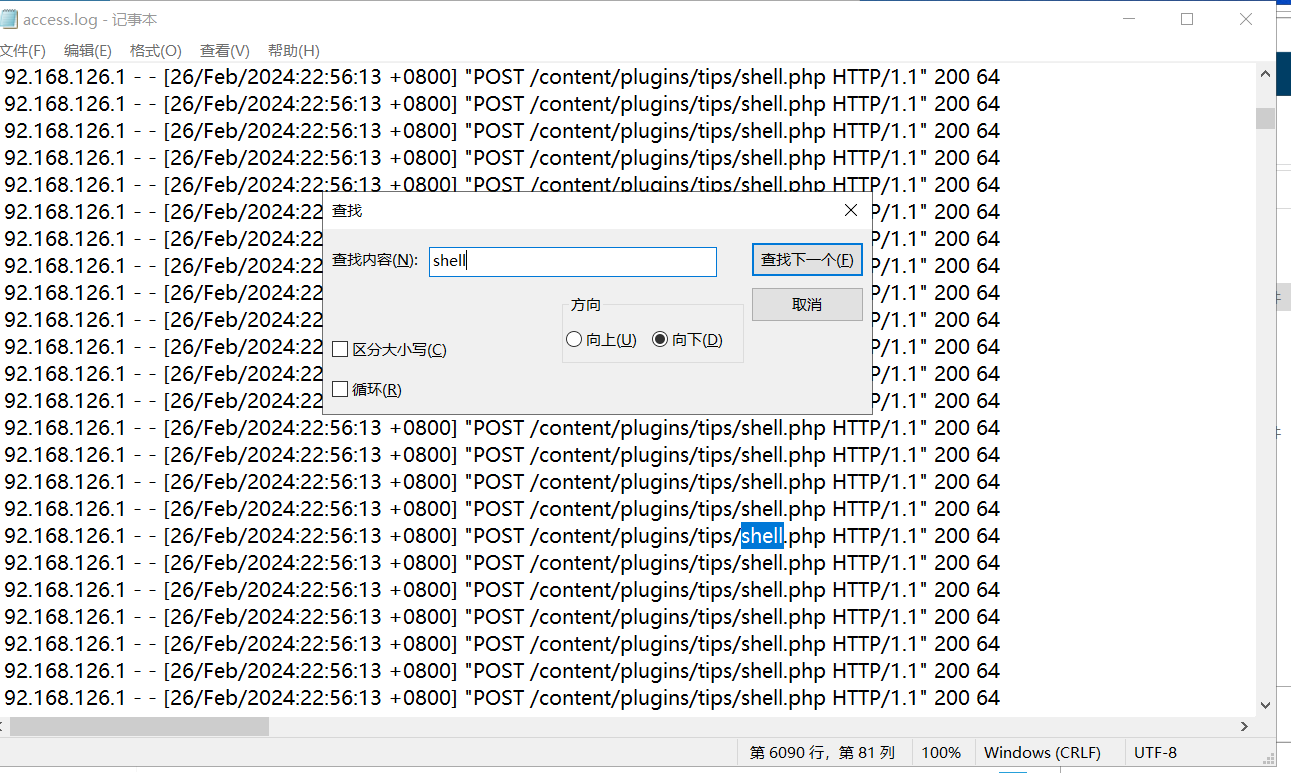 access.log - 记事本
文件(F) 编辑(E) 格式(O) 查看(V) 帮助(H)
92.168.126.1 - - [26/Feb/2024:22:56:13 +0800] "POST /content/plugins/tips/shell.php HTTP/1.1" 200 64
92.168.126.1 - - [26/Feb/2024:22:56:13 +0800] "POST /content/plugins/tips/shell.php HTTP/1.1" 200 64
92.168.126.1 - - [26/Feb/2024:22:56:13 +0800] "POST /content/plugins/tips/shell.php HTTP/1.1" 200 64
92.168.126.1 - - [26/Feb/2024:22:56:13 +0800] "POST /content/plugins/tips/shell.php HTTP/1.1" 200 64
92.168.126.1 - - [26/Feb/2024:22:56:13 +0800] "POST /content/plugins/tips/shell.php HTTP/1.1" 200 64
92.168.126.1 - - [26/Feb/2024:22 P/1.1" 200 64
92.168.126.1 - - [26/Feb/2024:22 P/1.1" 200 64
92.168.126.1 - - [26/Feb/2024:22 P/1.1" 200 64
92.168.126.1 - - [26/Feb/2024:22 P/1.1" 200 64
92.168.126.1 - - [26/Feb/2024:22 P/1.1" 200 64
92.168.126.1 - - [26/Feb/2024:22 P/1.1" 200 64
92.168.126.1 - - [26/Feb/2024:22 P/1.1" 200 64
92.168.126.1 - - [26/Feb/2024:22 P/1.1" 200 64
查找
查找内容(N): shell 查找下一个(F)
方向 取消
向上(U) 向下(D)
区分大小写(C)
循环(R)
92.168.126.1 - - [26/Feb/2024:22:56:13 +0800] "POST /content/plugins/tips/shell.php HTTP/1.1" 200 64
92.168.126.1 - - [26/Feb/2024:22:56:13 +0800] "POST /content/plugins/tips/shell.php HTTP/1.1" 200 64
92.168.126.1 - - [26/Feb/2024:22:56:13 +0800] "POST /content/plugins/tips/shell.php HTTP/1.1" 200 64
92.168.126.1 - - [26/Feb/2024:22:56:13 +0800] "POST /content/plugins/tips/shell.php HTTP/1.1" 200 64
92.168.126.1 - - [26/Feb/2024:22:56:13 +0800] "POST /content/plugins/tips/shell.php HTTP/1.1" 200 64
92.168.126.1 - - [26/Feb/2024:22:56:13 +0800] "POST /content/plugins/tips/shell.php HTTP/1.1" 200 64
92.168.126.1 - - [26/Feb/2024:22:56:13 +0800] "POST /content/plugins/tips/shell.php HTTP/1.1" 200 64
92.168.126.1 - - [26/Feb/2024:22:56:13 +0800] "POST /content/plugins/tips/shell.php HTTP/1.1" 200 64
92.168.126.1 - - [26/Feb/2024:22:56:13 +0800] "POST /content/plugins/tips/shell.php HTTP/1.1" 200 64
92.168.126.1 - - [26/Feb/2024:22:56:13 +0800] "POST /content/plugins/tips/shell.php HTTP/1.1" 200 64
92.168.126.1 - - [26/Feb/2024:22:56:13 +0800] "POST /content/plugins/tips/shell.php HTTP/1.1" 200 64
第 6090 行，第 81 列 100% Windows (CRLF) UTF-8